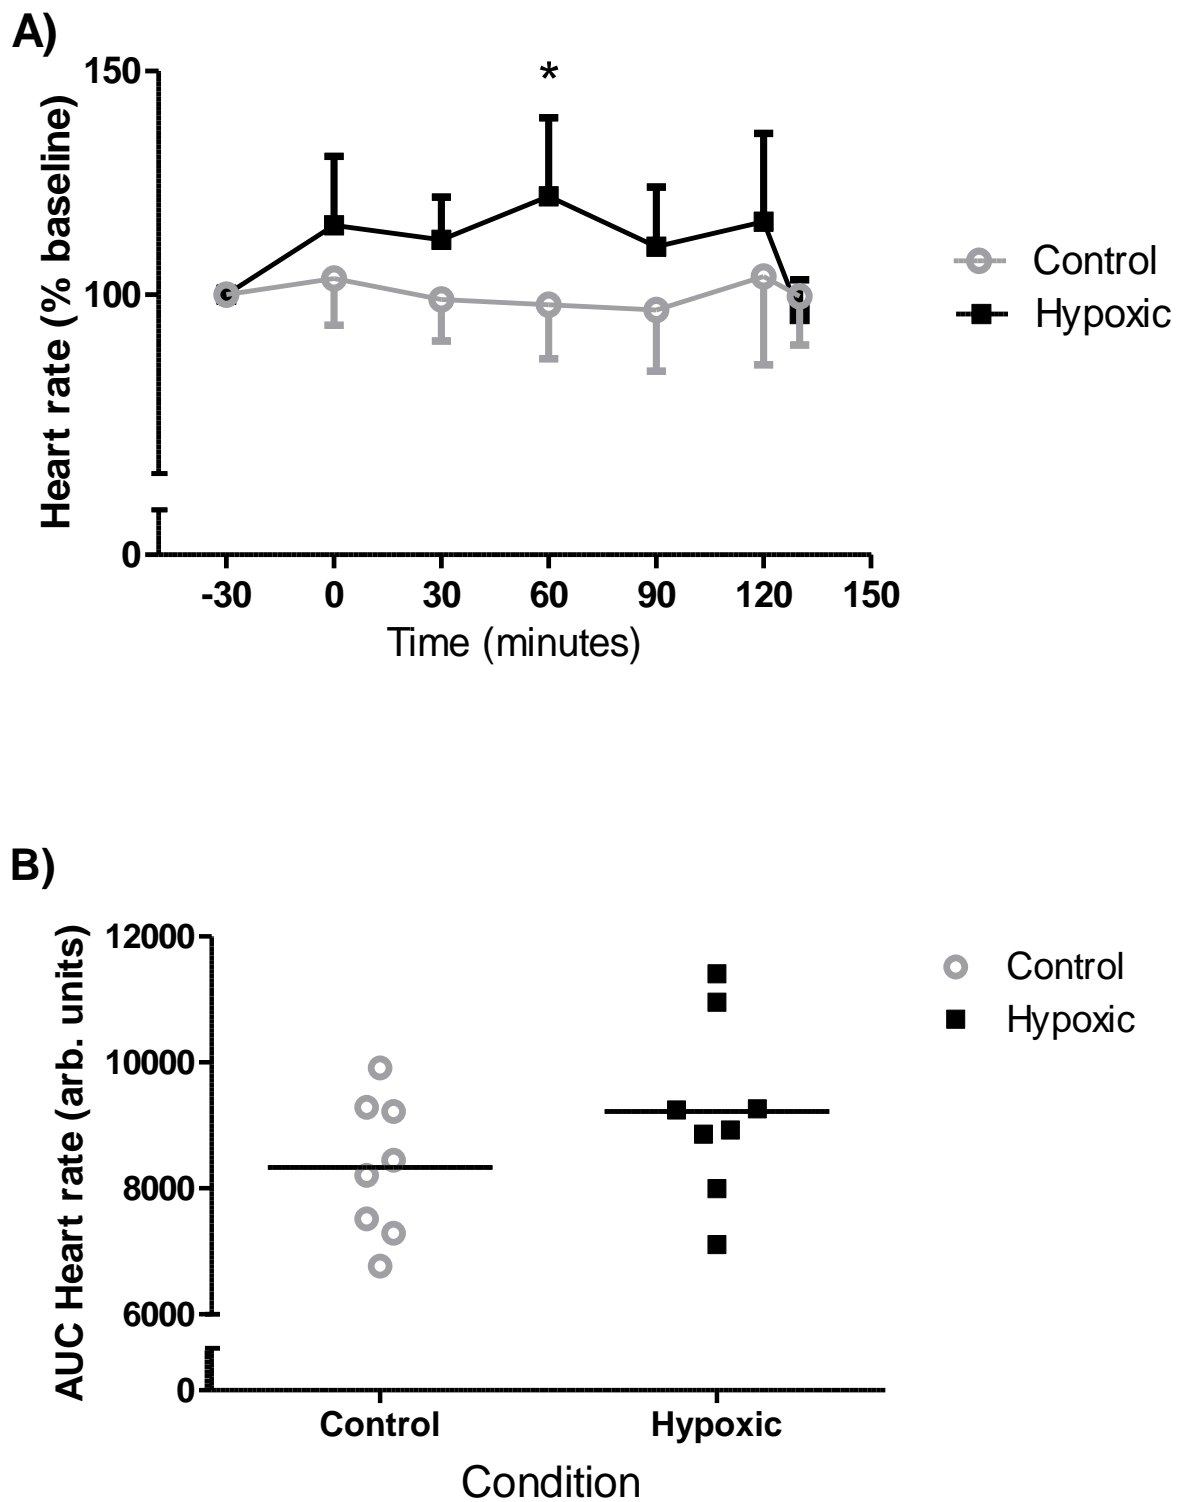 A)
150
*
100
0
Heart rate (% baseline)
-30 0 30 60 90 120 150
Time (minutes)
Control
Hypoxic
B)
12000
10000
8000
6000
0
AUC Heart rate (arb. units)
Control Hypoxic
Condition
Control
Hypoxic